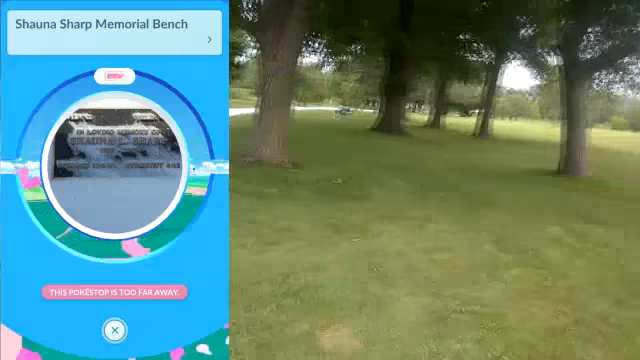 Shauna Sharp Memorial Bench
IN LOVING MEMORY OF
THIS POKÉSTOP IS TOO FAR AWAY.